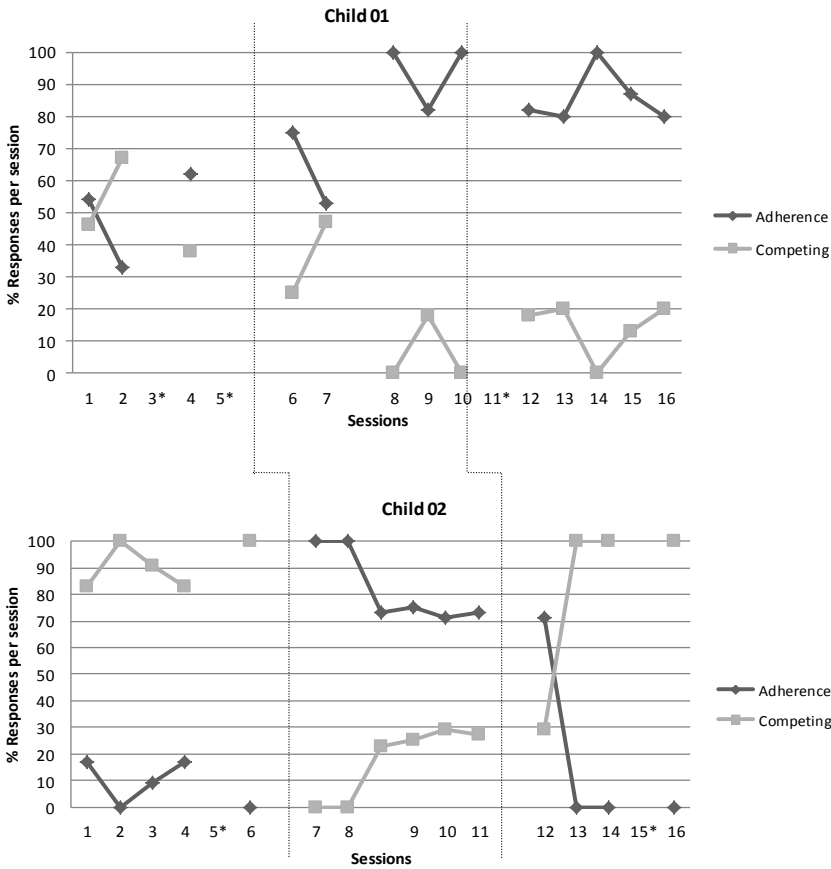 Child 01
100
90
80
70
60
50
40
30
20
10
0
% Responses per session
1 2 3* 4 5* 6 7 8 9 10 11* 12 13 14 15 16
Sessions
Adherence
Competing
Child 02
100
90
80
70
60
50
40
30
20
10
0
% Responses per session
1 2 3 4 5* 6 7 8 9 10 11 12 13 14 15* 16
Sessions
Adherence
Competing